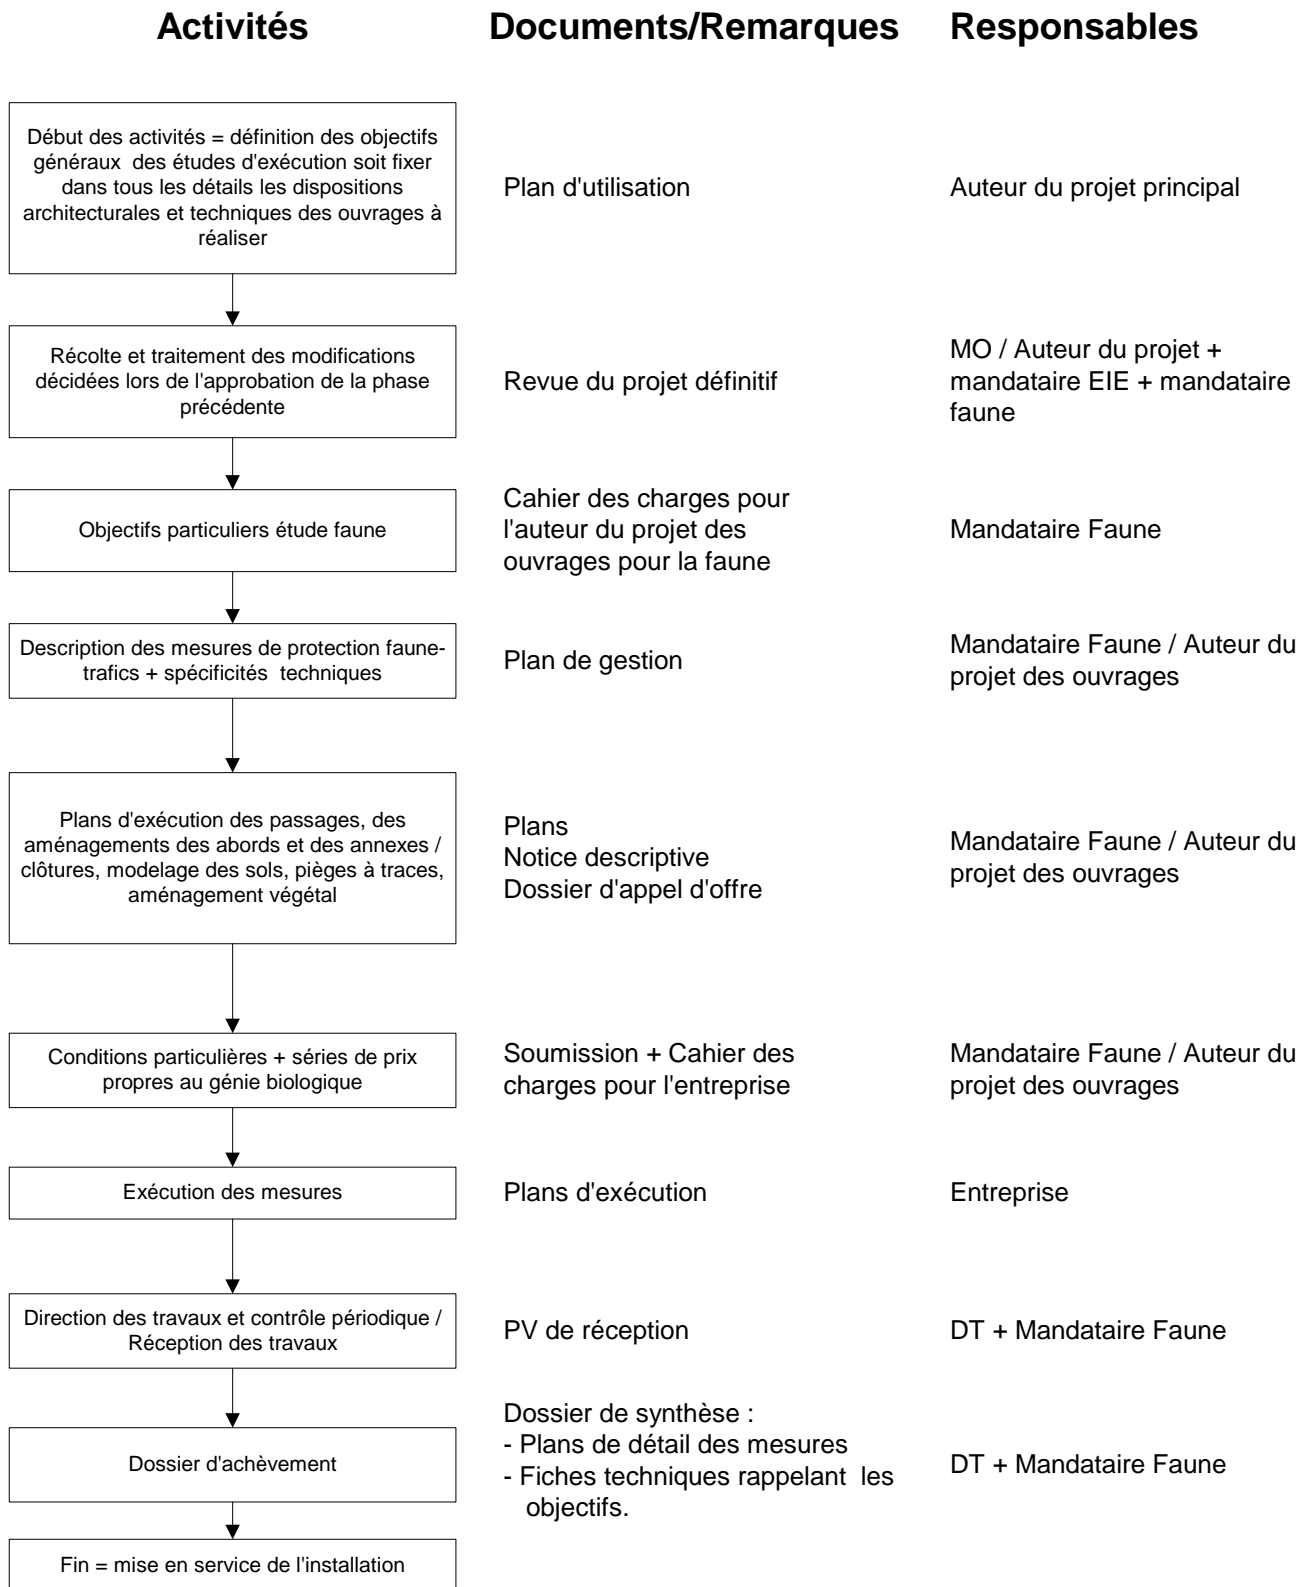 Activités Documents/Remarques Responsables
Début des activités = définition des objectifs
généraux des études d'exécution soit fixer
dans tous les détails les dispositions
architecturales et techniques des ouvrages à
réaliser
Plan d'utilisation
Auteur du projet principal
Récolte et traitement des modifications
décidées lors de l'approbation de la phase
précédente
Revue du projet définitif
MO / Auteur du projet +
mandataire EIE + mandataire
faune
Objectifs particuliers étude faune
Cahier des charges pour
l'auteur du projet des
ouvrages pour la faune
Mandataire Faune
Description des mesures de protection faune-
trafics + spécificités techniques
Plan de gestion
Mandataire Faune / Auteur du
projet des ouvrages
Plans d'exécution des passages, des
aménagements des abords et des annexes /
clôtures, modelage des sols, pièges à traces,
aménagement végétal
Plans
Notice descriptive
Dossier d'appel d'offre
Mandataire Faune / Auteur du
projet des ouvrages
Conditions particulières + séries de prix
propres au génie biologique
Soumission + Cahier des
charges pour l'entreprise
Mandataire Faune / Auteur du
projet des ouvrages
Exécution des mesures
Plans d'exécution
Entreprise
Direction des travaux et contrôle périodique /
Réception des travaux
PV de réception
DT + Mandataire Faune
Dossier d'achèvement
Dossier de synthèse :
- Plans de détail des mesures
- Fiches techniques rappelant les
objectifs.
DT + Mandataire Faune
Fin = mise en service de l'installation